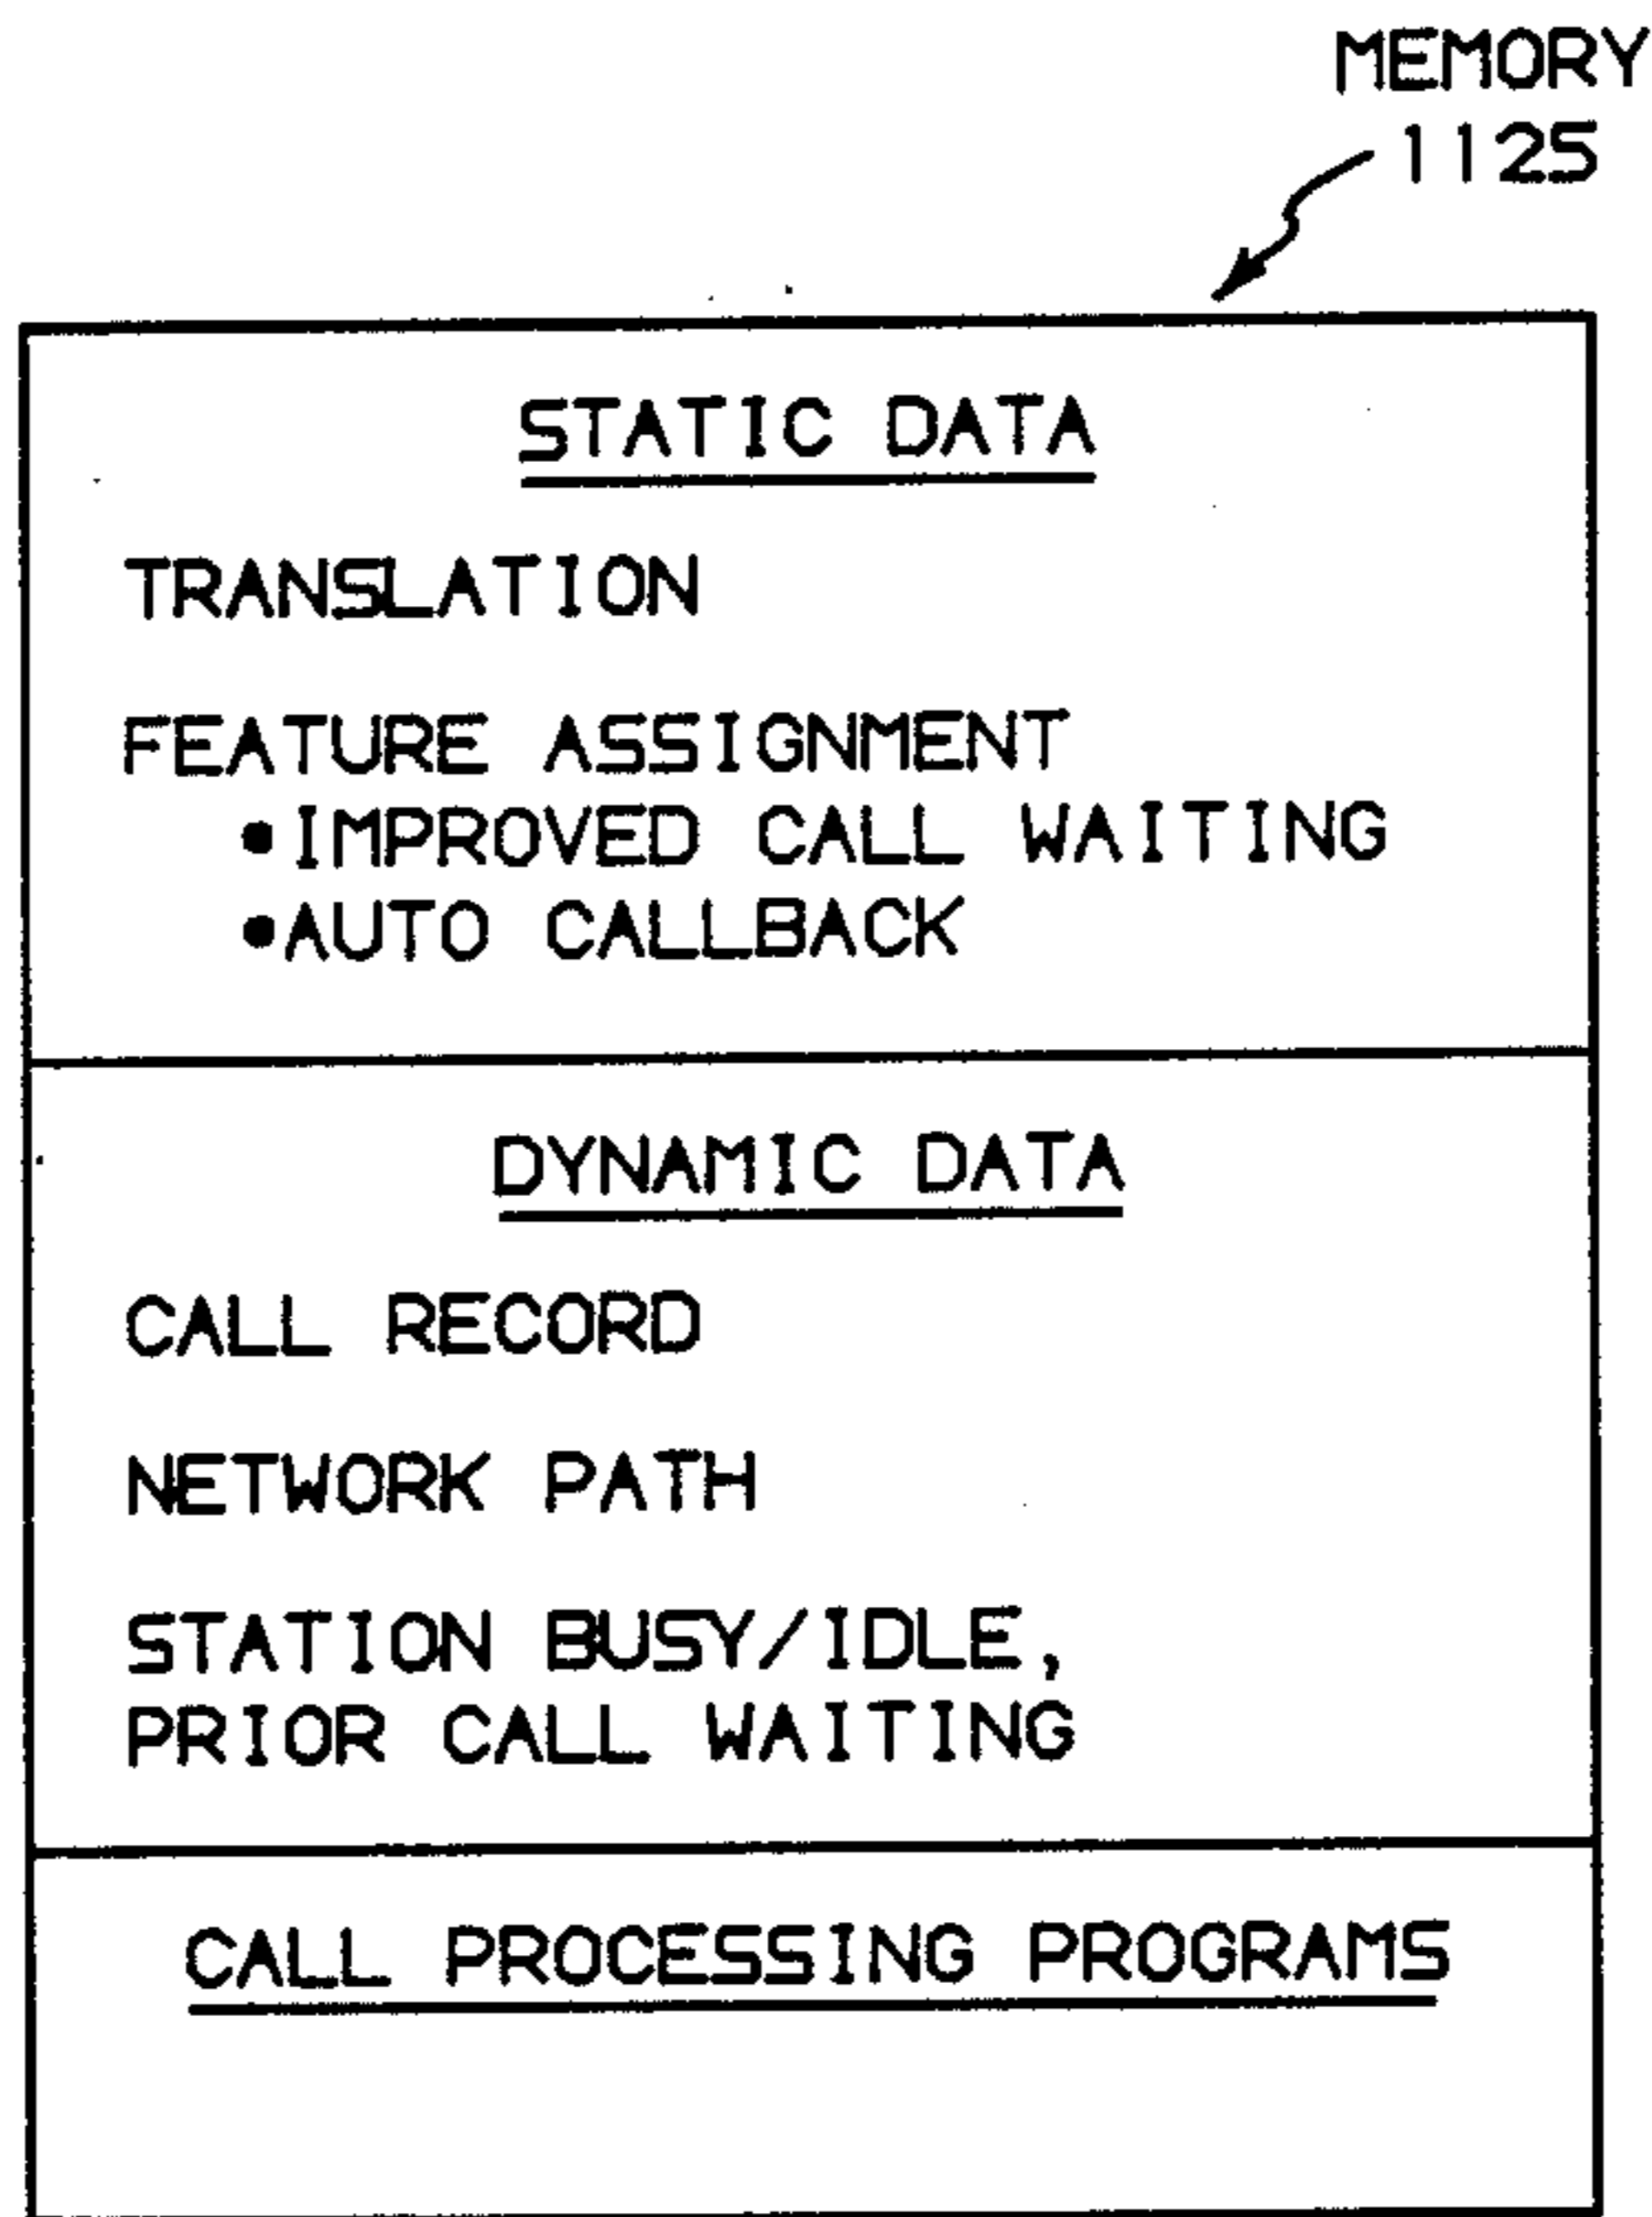 MEMORY
1125
STATIC DATA
TRANSLATION
FEATURE ASSIGNMENT
•IMPROVED CALL WAITING
•AUTO CALLBACK
DYNAMIC DATA
CALL RECORD
NETWORK PATH
STATION BUSY/IDLE,
PRIOR CALL WAITING
CALL PROCESSING PROGRAMS